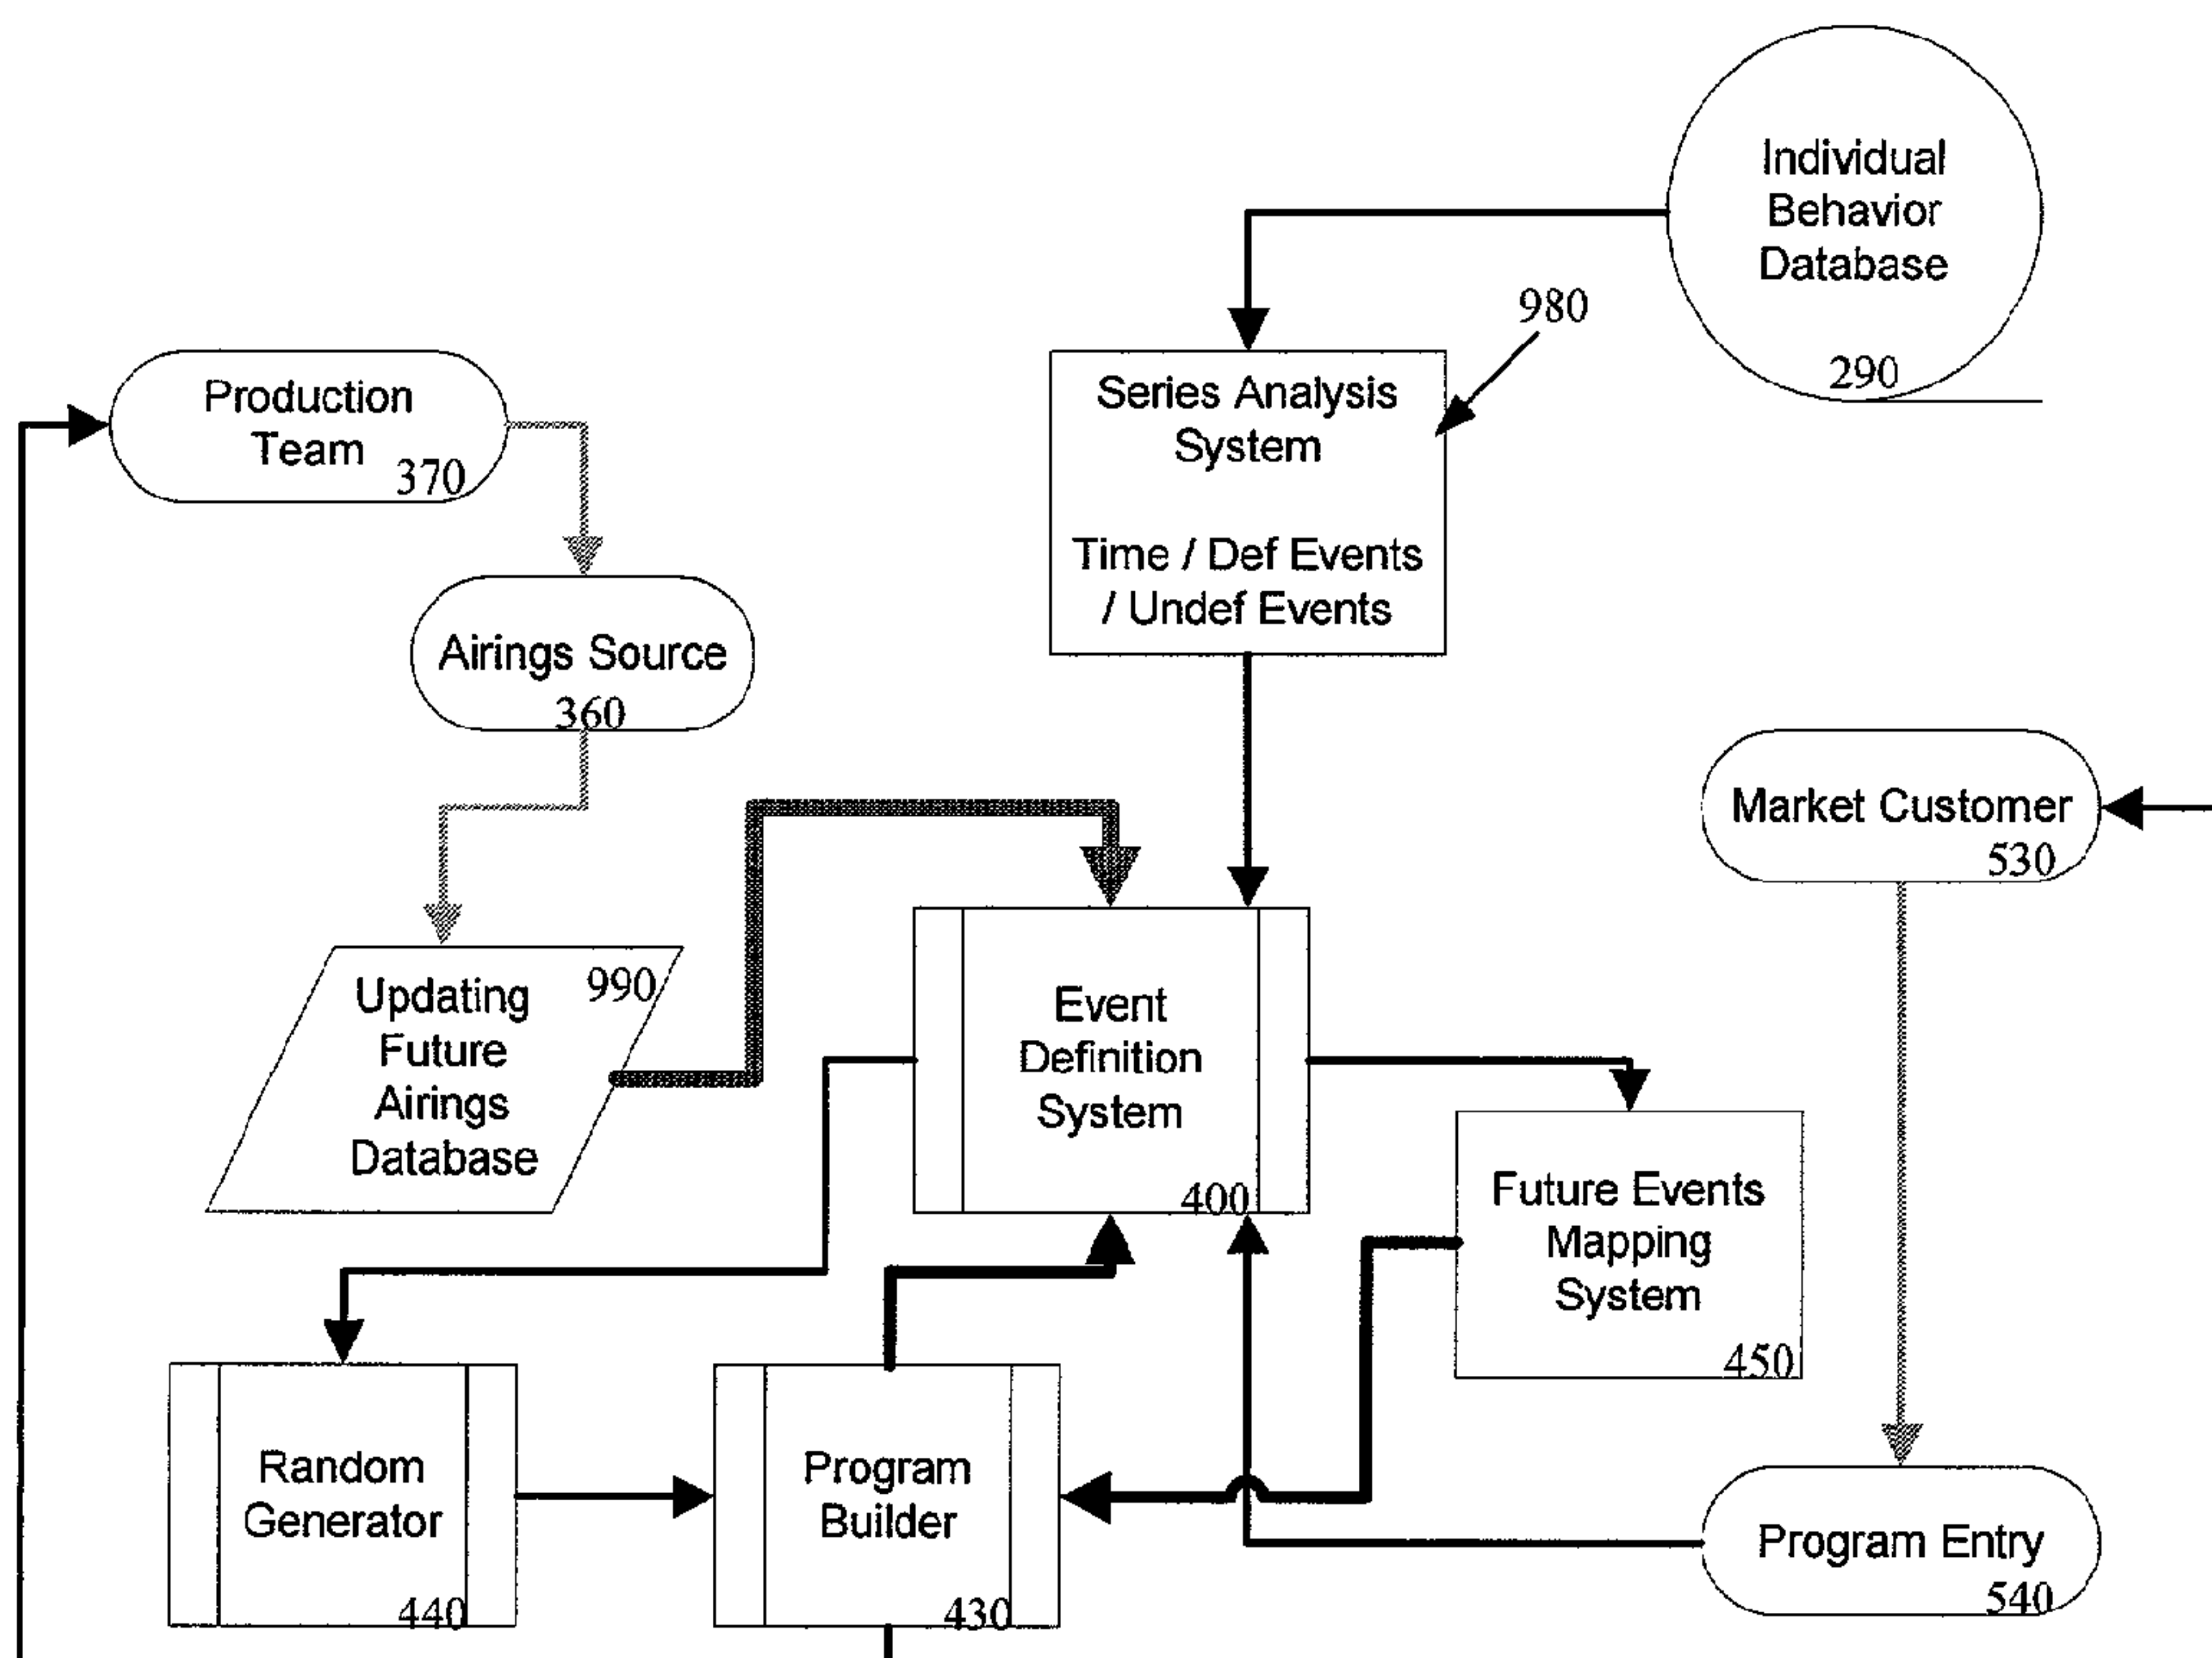 Individual
Behavior
Database
290
980
Series Analysis
System
Time / Def Events
/ Undef Events
Production
Team
370
Airings Source
360
Market Customer
530
Updating
Future
Airings
Database
990
Event
Definition
System
400
Future Events
Mapping
System
450
Random
Generator
440
Program
Builder
430
Program Entry
540